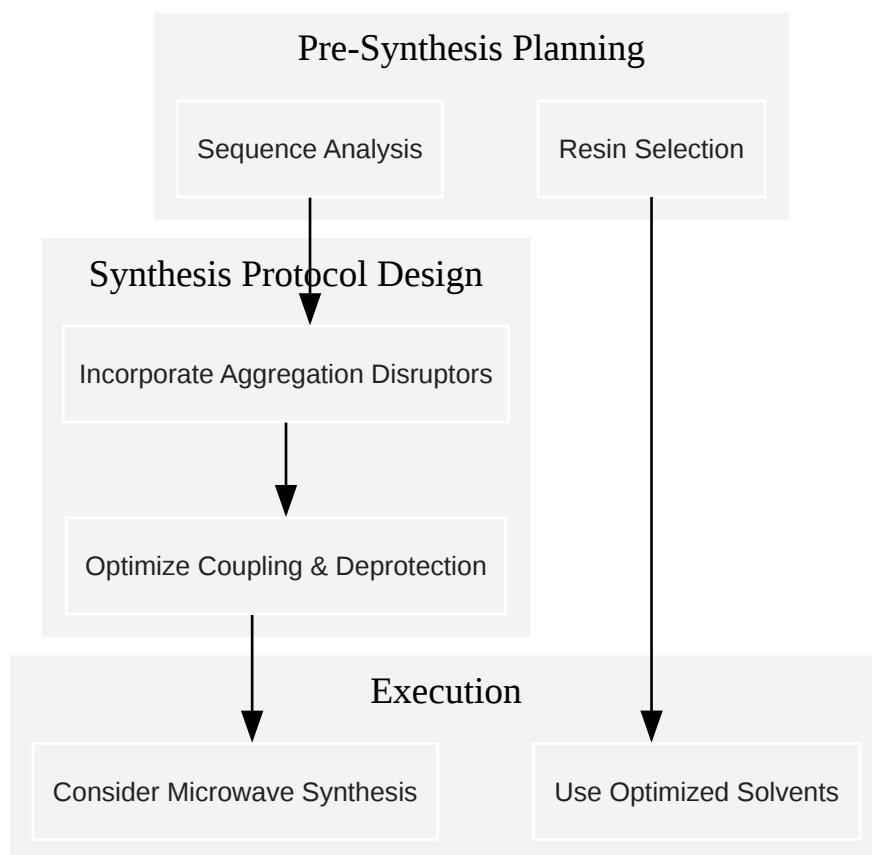 Pre-Synthesis Planning
Sequence Analysis
Resin Selection
Synthesis Protocol Design
Incorporate Aggregation Disruptors
Optimize Coupling & Deprotection
Execution
Consider Microwave Synthesis
Use Optimized Solvents